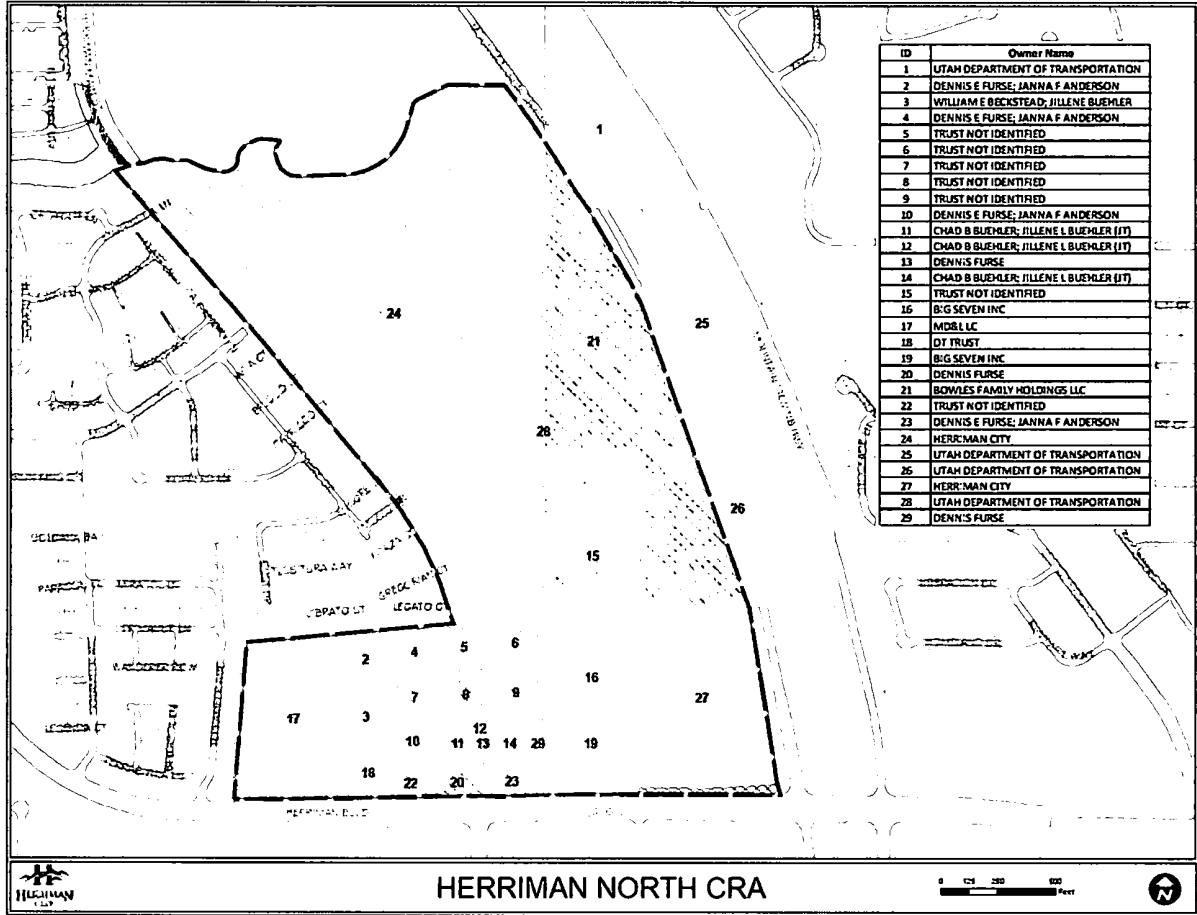 ID Owner Name
1 UTAH DEPARTMENT OF TRANSPORTATION
2 DENNIS E FURSE; JANNA F ANDERSON
3 WILLIAM E BECKSTEAD; JILLENE BUEHLER
4 DENNIS E FURSE; JANNA F ANDERSON
5 TRUST NOT IDENTIFIED
6 TRUST NOT IDENTIFIED
7 TRUST NOT IDENTIFIED
8 TRUST NOT IDENTIFIED
9 TRUST NOT IDENTIFIED
10 DENNIS E FURSE; JANNA F ANDERSON
11 CHAD B BUEHLER; JILLENE L BUEHLER (JT)
12 CHAD B BUEHLER; JILLENE L BUEHLER (JT)
13 DENNIS FURSE
14 CHAD B BUEHLER; JILLENE L BUEHLER (JT)
15 TRUST NOT IDENTIFIED
16 BIG SEVEN INC
17 MD&L LC
18 DT TRUST
19 BIG SEVEN INC
20 DENNIS FURSE
21 BOWLES FAMILY HOLDINGS LLC
22 TRUST NOT IDENTIFIED
23 DENNIS E FURSE; JANNA F ANDERSON
24 HERRIMAN CITY
25 UTAH DEPARTMENT OF TRANSPORTATION
26 UTAH DEPARTMENT OF TRANSPORTATION
27 HERRIMAN CITY
28 UTAH DEPARTMENT OF TRANSPORTATION
29 DENNIS FURSE
1
24
25
21
28
26
15
LEGATO CT
2 4 5 6
16
7 8 9
27
17 3
12
10 11 13 14 29 19
18
22 20 23
HERRIMAN BLVD
HERRIMAN
CITY
HERRIMAN NORTH CRA
0
Feet
N